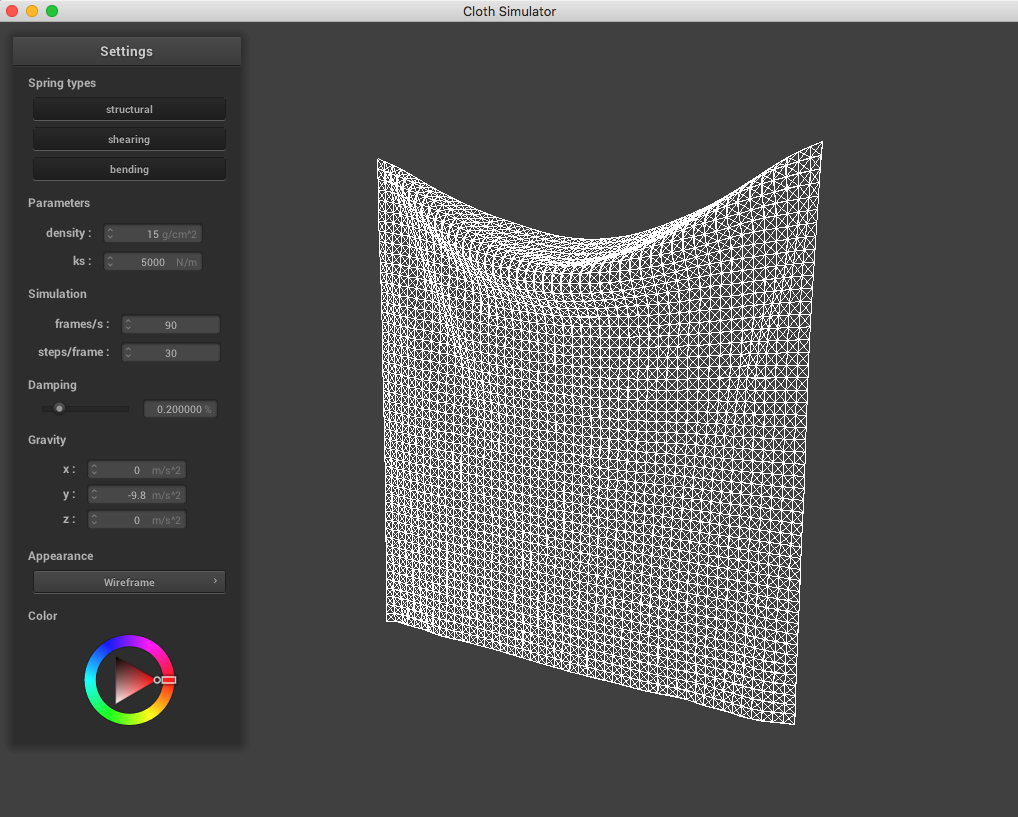 Cloth Simulator
Settings
Spring types
structural
shearing
bending
Parameters
density : 15 g/cm^2
ks : 5000 N/m
Simulation
frames/s : 90
steps/frame : 30
Damping
0.200000 %
Gravity
x : 0 m/s^2
y : -9.8 m/s^2
z : 0 m/s^2
Appearance
Wireframe
Color